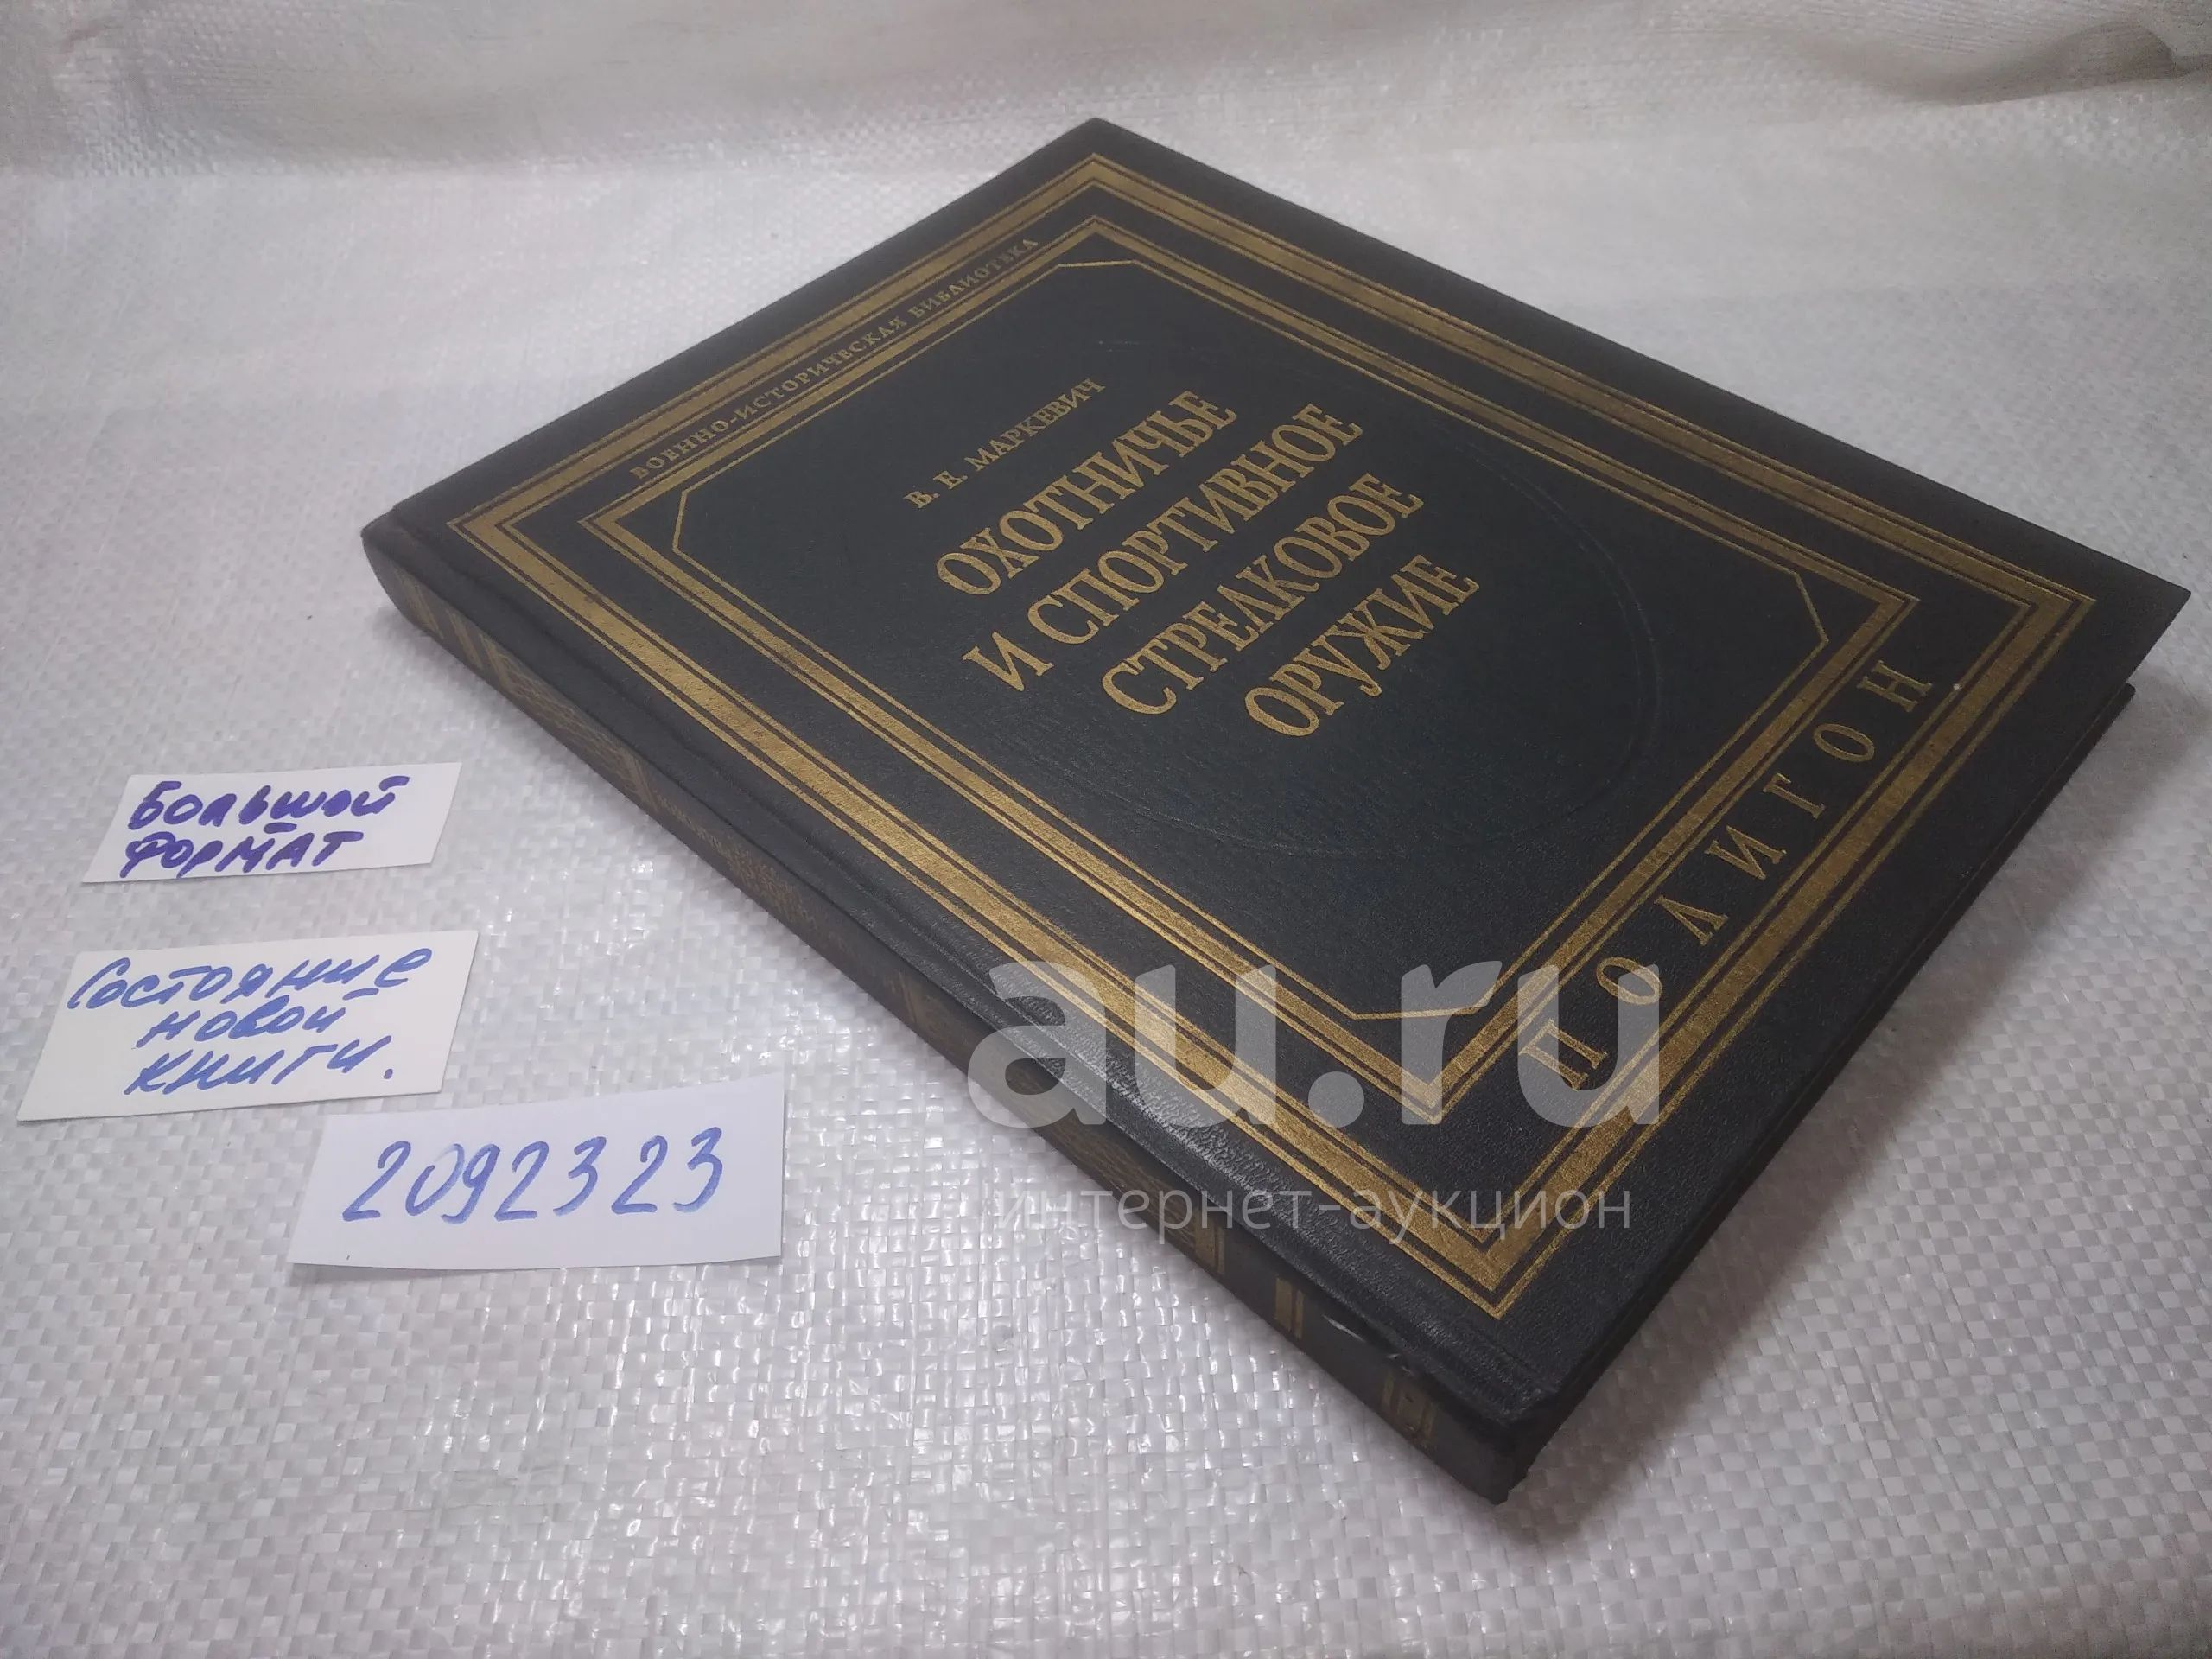 ВОЕННО-ИСТОРИЧЕСКАЯ БИБЛИОТЕКА
В. Е. МАРКЕВИЧ
ОХОТНИЧЬЕ
И СПОРТИВНОЕ
СТРЕЛКОВОЕ
ОРУЖИЕ
ПОЛИГОН
Большой
формат
Состояние
новой
книги.
2092323
au.ru
интернет-аукцион